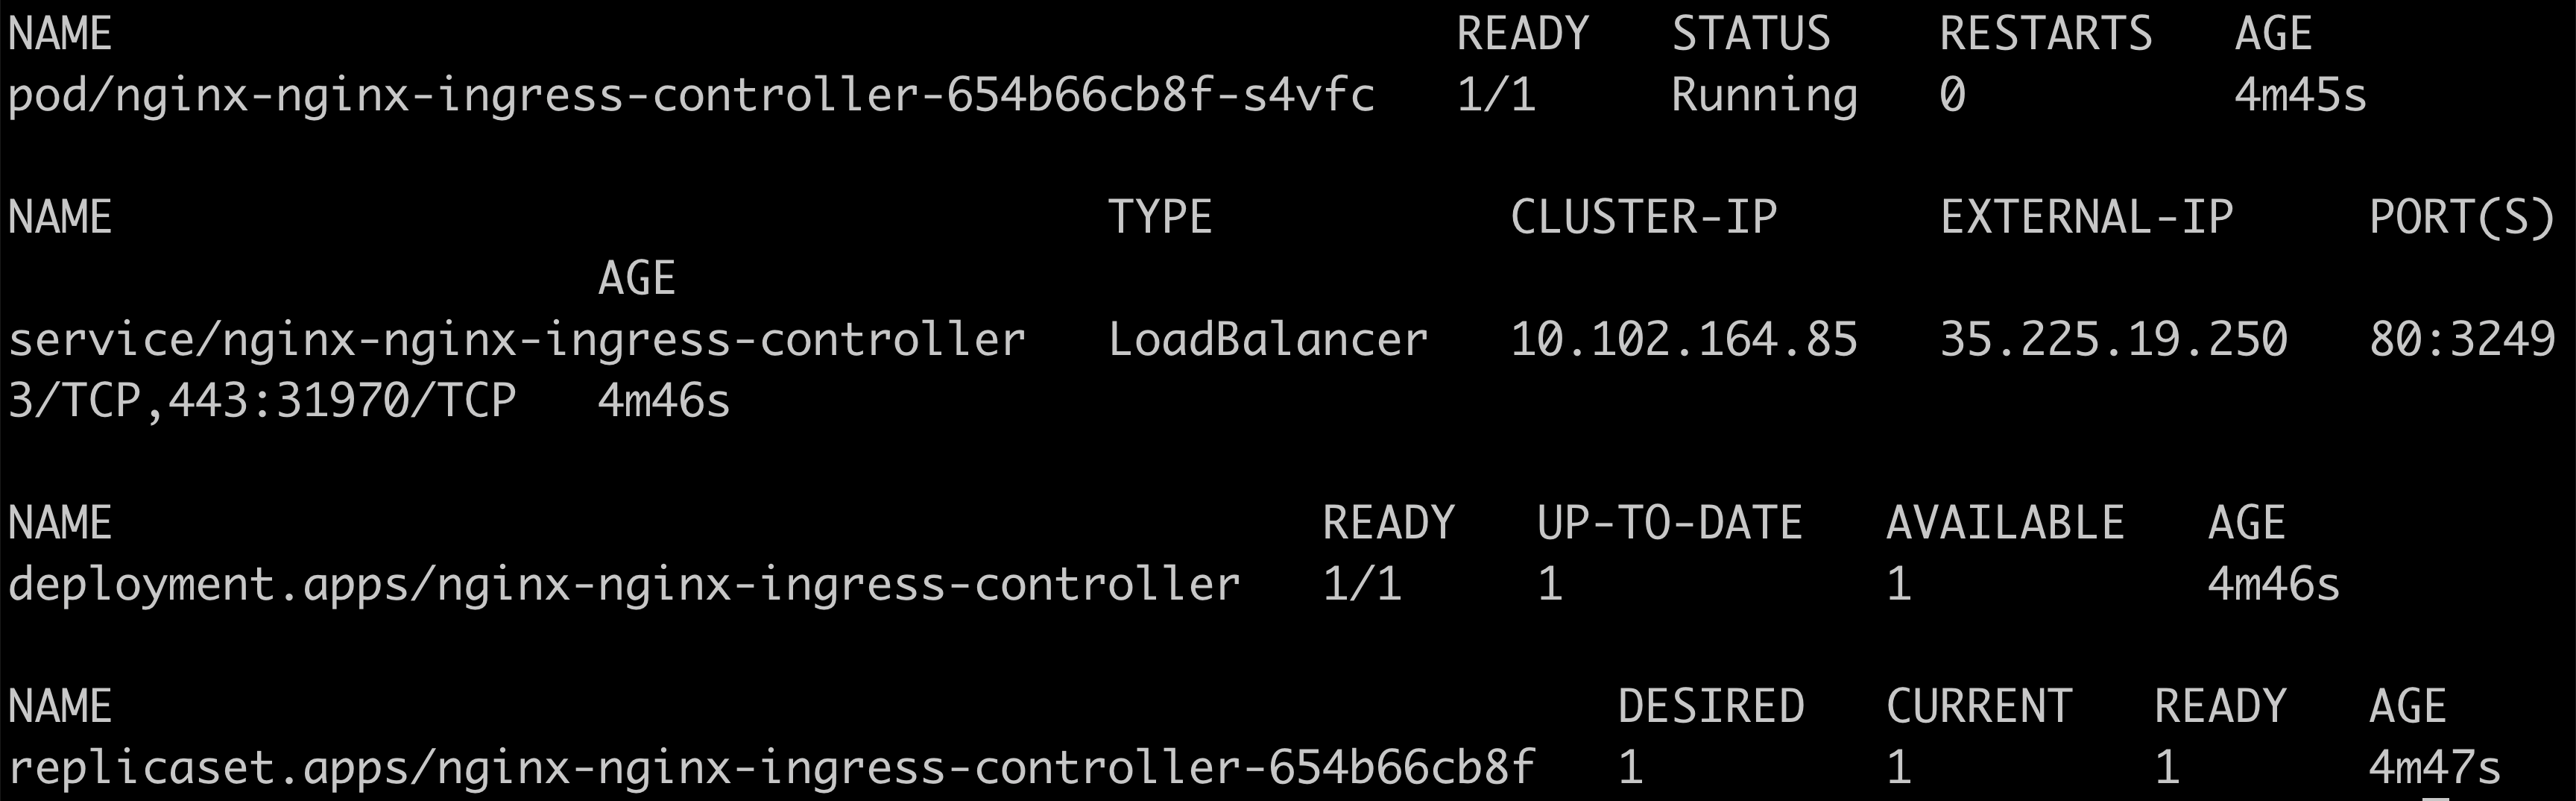 NAME                                                  READY   STATUS    RESTARTS   AGE
pod/nginx-nginx-ingress-controller-654b66cb8f-s4vfc   1/1     Running   0          4m45s
NAME                                     TYPE           CLUSTER-IP      EXTERNAL-IP     PORT(S)
                      AGE
service/nginx-nginx-ingress-controller   LoadBalancer   10.102.164.85   35.225.19.250   80:3249
3/TCP,443:31970/TCP   4m46s
NAME                                             READY   UP-TO-DATE   AVAILABLE   AGE
deployment.apps/nginx-nginx-ingress-controller   1/1     1            1           4m46s
NAME                                                        DESIRED   CURRENT   READY   AGE
replicaset.apps/nginx-nginx-ingress-controller-654b66cb8f   1         1         1       4m47s